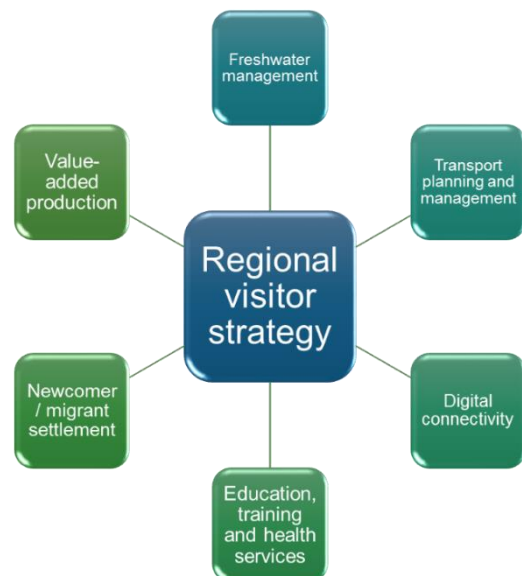 Freshwater
management
Value-
added
production
Transport
planning and
management
Regional
visitor
strategy
Newcomer
/ migrant
settlement
Digital
connectivity
Education,
training
and health
services